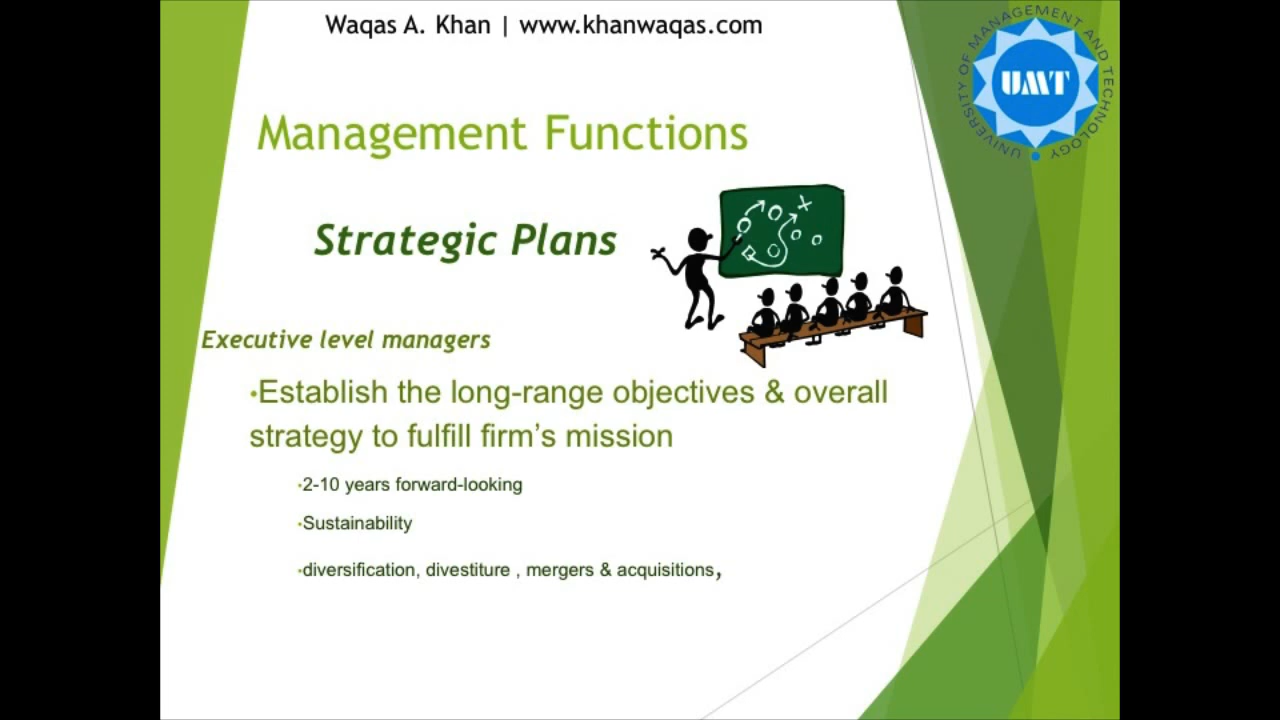 Waqas A. Khan | www.khanwaqas.com
UNIVERSITY OF MANAGEMENT AND TECHNOLOGY
UMT
Management Functions
Strategic Plans
Executive level managers
•Establish the long-range objectives & overall
strategy to fulfill firm’s mission
•2-10 years forward-looking
•Sustainability
•diversification, divestiture , mergers & acquisitions,